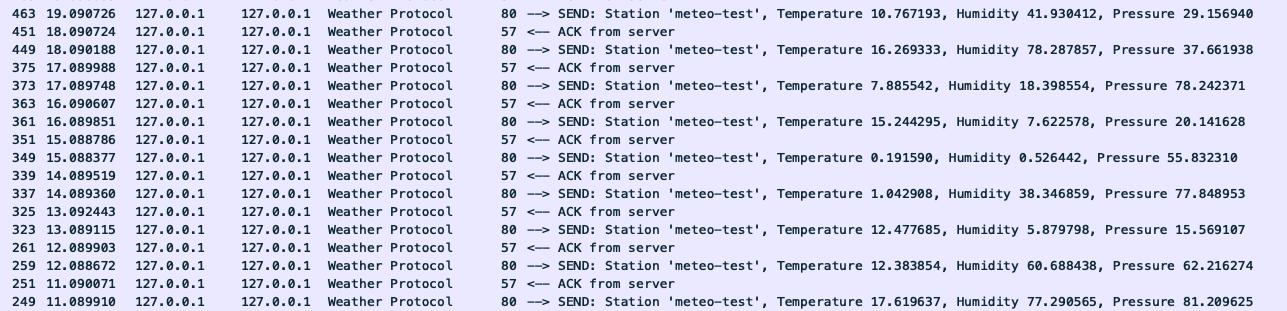 463 19.090726 127.0.0.1 127.0.0.1 Weather Protocol 80 --> SEND: Station 'meteo-test', Temperature 10.767193, Humidity 41.930412, Pressure 29.156940
451 18.090724 127.0.0.1 127.0.0.1 Weather Protocol 57 <-- ACK from server
449 18.090188 127.0.0.1 127.0.0.1 Weather Protocol 80 --> SEND: Station 'meteo-test', Temperature 16.269333, Humidity 78.287857, Pressure 37.661938
375 17.089988 127.0.0.1 127.0.0.1 Weather Protocol 57 <-- ACK from server
373 17.089748 127.0.0.1 127.0.0.1 Weather Protocol 80 --> SEND: Station 'meteo-test', Temperature 7.885542, Humidity 18.398554, Pressure 78.242371
363 16.090607 127.0.0.1 127.0.0.1 Weather Protocol 57 <-- ACK from server
361 16.089851 127.0.0.1 127.0.0.1 Weather Protocol 80 --> SEND: Station 'meteo-test', Temperature 15.244295, Humidity 7.622578, Pressure 20.141628
351 15.088786 127.0.0.1 127.0.0.1 Weather Protocol 57 <-- ACK from server
349 15.088377 127.0.0.1 127.0.0.1 Weather Protocol 80 --> SEND: Station 'meteo-test', Temperature 0.191590, Humidity 0.526442, Pressure 55.832310
339 14.089519 127.0.0.1 127.0.0.1 Weather Protocol 57 <-- ACK from server
337 14.089360 127.0.0.1 127.0.0.1 Weather Protocol 80 --> SEND: Station 'meteo-test', Temperature 1.042908, Humidity 38.346859, Pressure 77.848953
325 13.092443 127.0.0.1 127.0.0.1 Weather Protocol 57 <-- ACK from server
323 13.089115 127.0.0.1 127.0.0.1 Weather Protocol 80 --> SEND: Station 'meteo-test', Temperature 12.477685, Humidity 5.879798, Pressure 15.569107
261 12.089903 127.0.0.1 127.0.0.1 Weather Protocol 57 <-- ACK from server
259 12.088672 127.0.0.1 127.0.0.1 Weather Protocol 80 --> SEND: Station 'meteo-test', Temperature 12.383854, Humidity 60.688438, Pressure 62.216274
251 11.090071 127.0.0.1 127.0.0.1 Weather Protocol 57 <-- ACK from server
249 11.089910 127.0.0.1 127.0.0.1 Weather Protocol 80 --> SEND: Station 'meteo-test', Temperature 17.619637, Humidity 77.290565, Pressure 81.209625